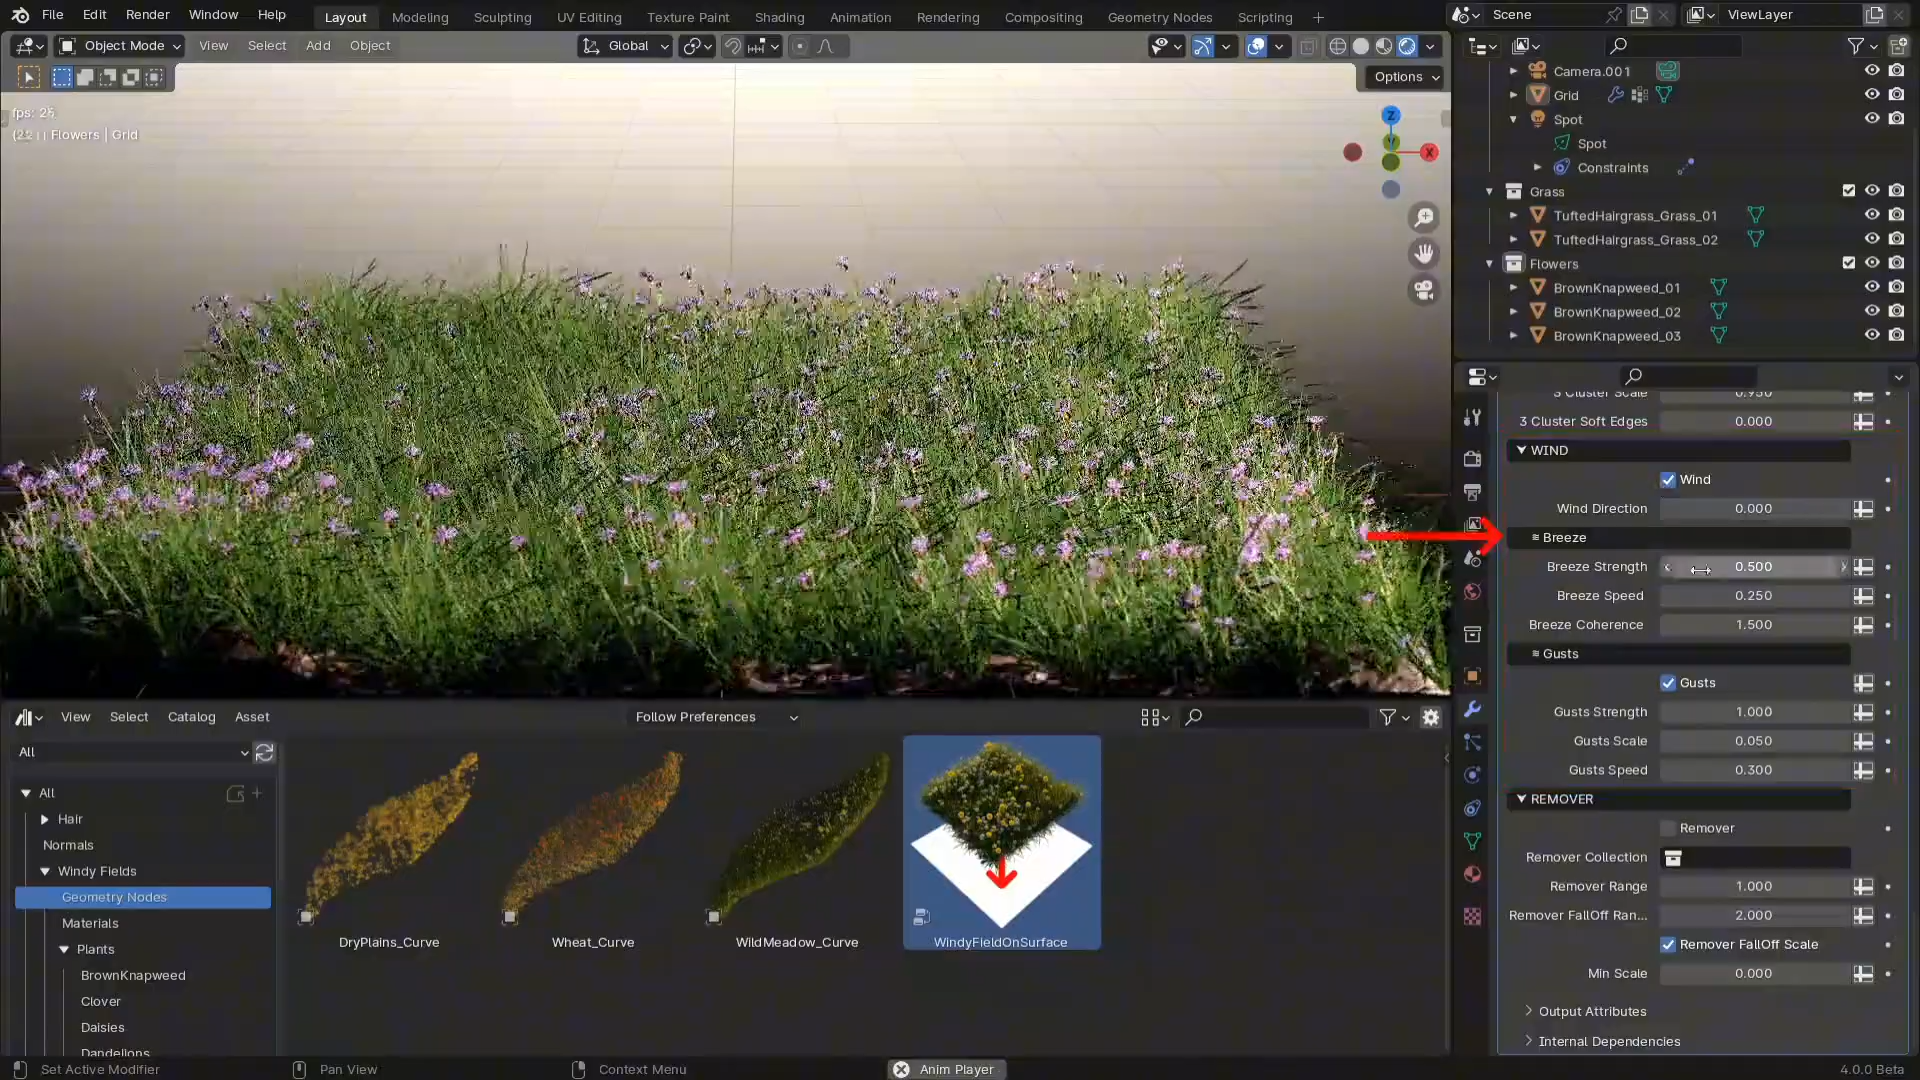 File Edit Render Window Help
Layout Modeling Sculpting UV Editing Texture Paint Shading Animation Rendering Compositing Geometry Nodes Scripting +
Scene
ViewLayer
Object Mode View Select Add Object
Global
Options
Flowers | Grid
Z
X
Camera.001
Grid
Spot
Spot
Constraints
Grass
TuftedHairgrass_Grass_01
TuftedHairgrass_Grass_02
Flowers
BrownKnapweed_01
BrownKnapweed_02
BrownKnapweed_03
3 Cluster Scale 0.950
3 Cluster Soft Edges 0.000
WIND
Wind
Wind Direction 0.000
Breeze
Breeze Strength 0.500
Breeze Speed 0.250
Breeze Coherence 1.500
Gusts
Gusts
Gusts Strength 1.000
Gusts Scale 0.050
Gusts Speed 0.300
REMOVER
Remover
Remover Collection
Remover Range 1.000
Remover FallOff Ran... 2.000
Remover FallOff Scale
Min Scale 0.000
Output Attributes
Internal Dependencies
View Select Catalog Asset
Follow Preferences
All
All
Hair
Normals
Windy Fields
Geometry Nodes
Materials
Plants
BrownKnapweed
Clover
Daisies
Dandelions
DryPlains_Curve
Wheat_Curve
WildMeadow_Curve
WindyFieldOnSurface
Set Active Modifier
Pan View
Context Menu
Anim Player
4.0.0 Beta